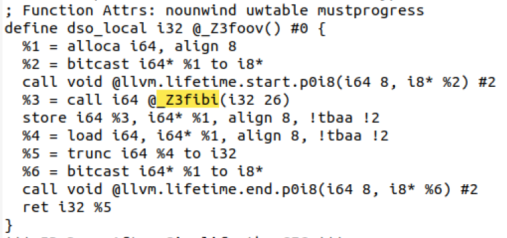 ; Function Attrs: nounwind uwtable mustprogress
define dso_local i32 @_Z3foov() #0 {
  %1 = alloca i64, align 8
  %2 = bitcast i64* %1 to i8*
  call void @llvm.lifetime.start.p0i8(i64 8, i8* %2) #2
  %3 = call i64 @_Z3fibi(i32 26)
  store i64 %3, i64* %1, align 8, !tbaa !2
  %4 = load i64, i64* %1, align 8, !tbaa !2
  %5 = trunc i64 %4 to i32
  %6 = bitcast i64* %1 to i8*
  call void @llvm.lifetime.end.p0i8(i64 8, i8* %6) #2
  ret i32 %5
}